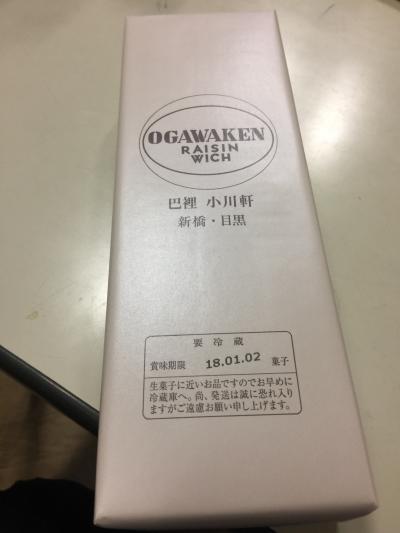 OGAWAKEN
RAISIN
WICH
巴裡 小川軒
新橋・目黒
要冷蔵
賞味期限 18.01.02 菓子
生菓子に近いお品ですのでお早めに
冷蔵庫へ。尚、発送は誠に恐れ入り
ますがご遠慮お願い申し上げます。